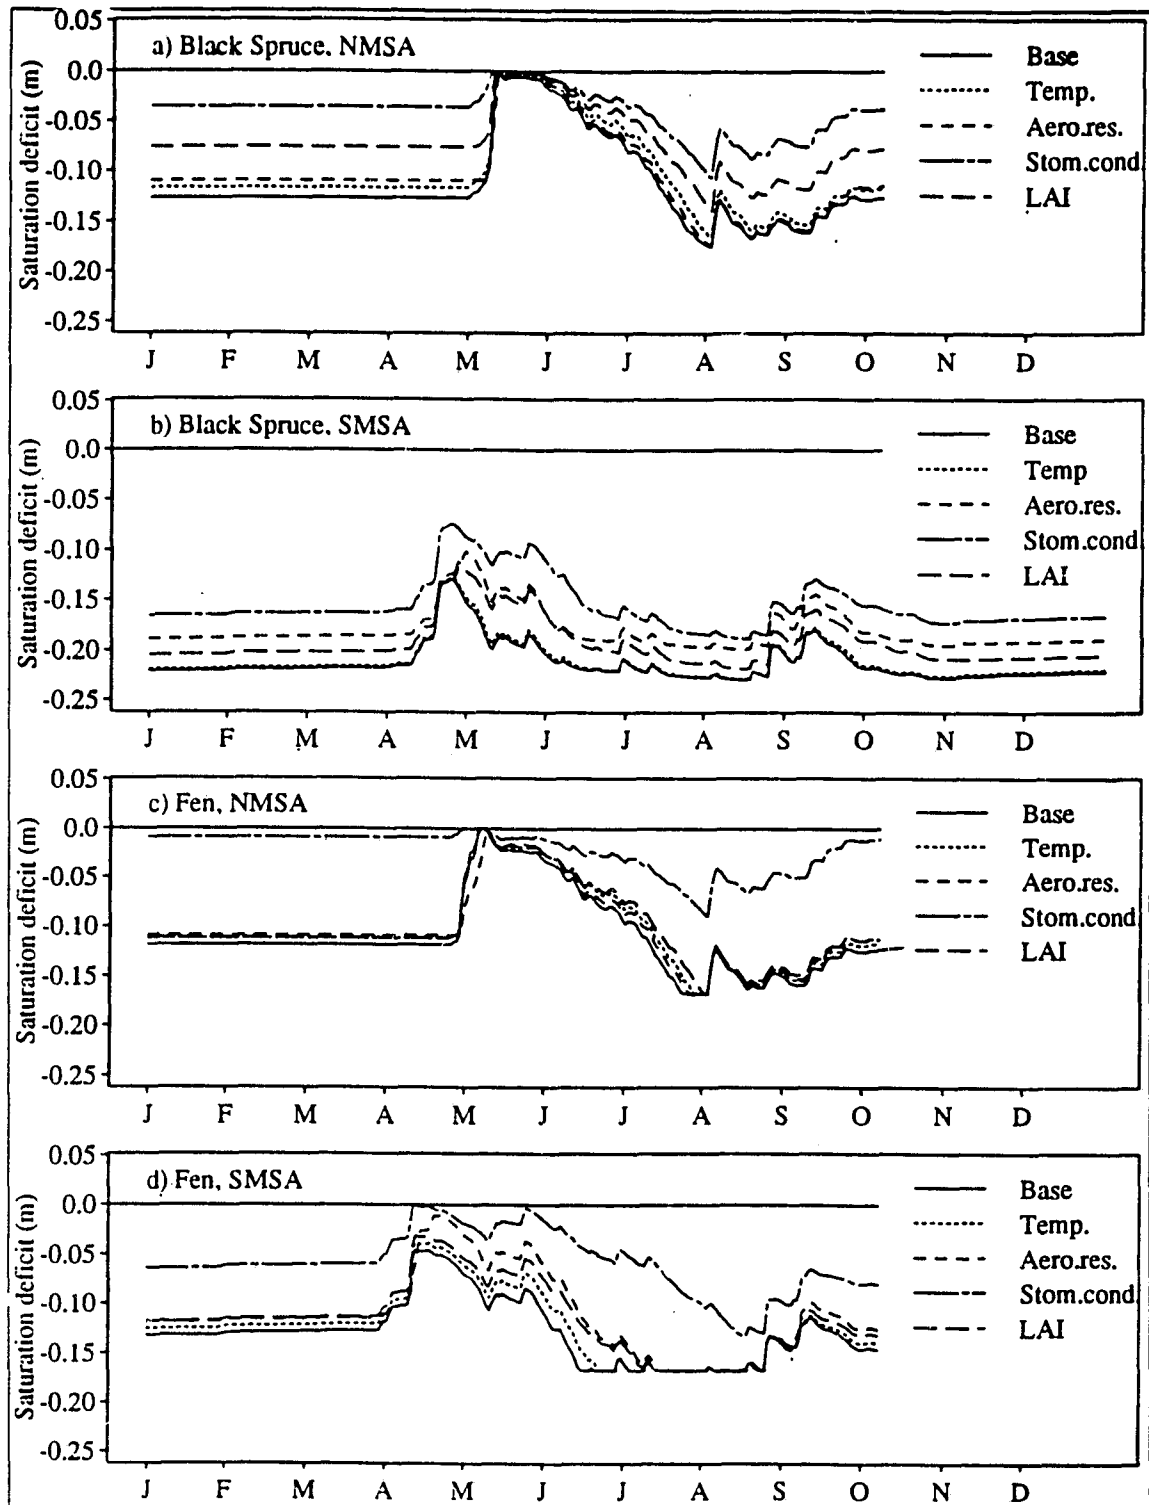 a) Black Spruce, NMSA
Saturation deficit (m)
0.05
0.0
-0.05
-0.10
-0.15
-0.20
-0.25
Base
Temp.
Aero.res.
Stom.cond
LAI
J F M A M J J A S O N D
b) Black Spruce, SMSA
Saturation deficit (m)
0.05
0.0
-0.05
-0.10
-0.15
-0.20
-0.25
Base
Temp
Aero.res.
Stom.cond
LAI
J F M A M J J A S O N D
c) Fen, NMSA
Saturation deficit (m)
0.05
0.0
-0.05
-0.10
-0.15
-0.20
-0.25
Base
Temp.
Aero.res.
Stom.cond
LAI
J F M A M J J A S O N D
d) Fen, SMSA
Saturation deficit (m)
0.05
0.0
-0.05
-0.10
-0.15
-0.20
-0.25
Base
Temp.
Aero.res.
Stom.cond
LAI
J F M A M J J A S O N D